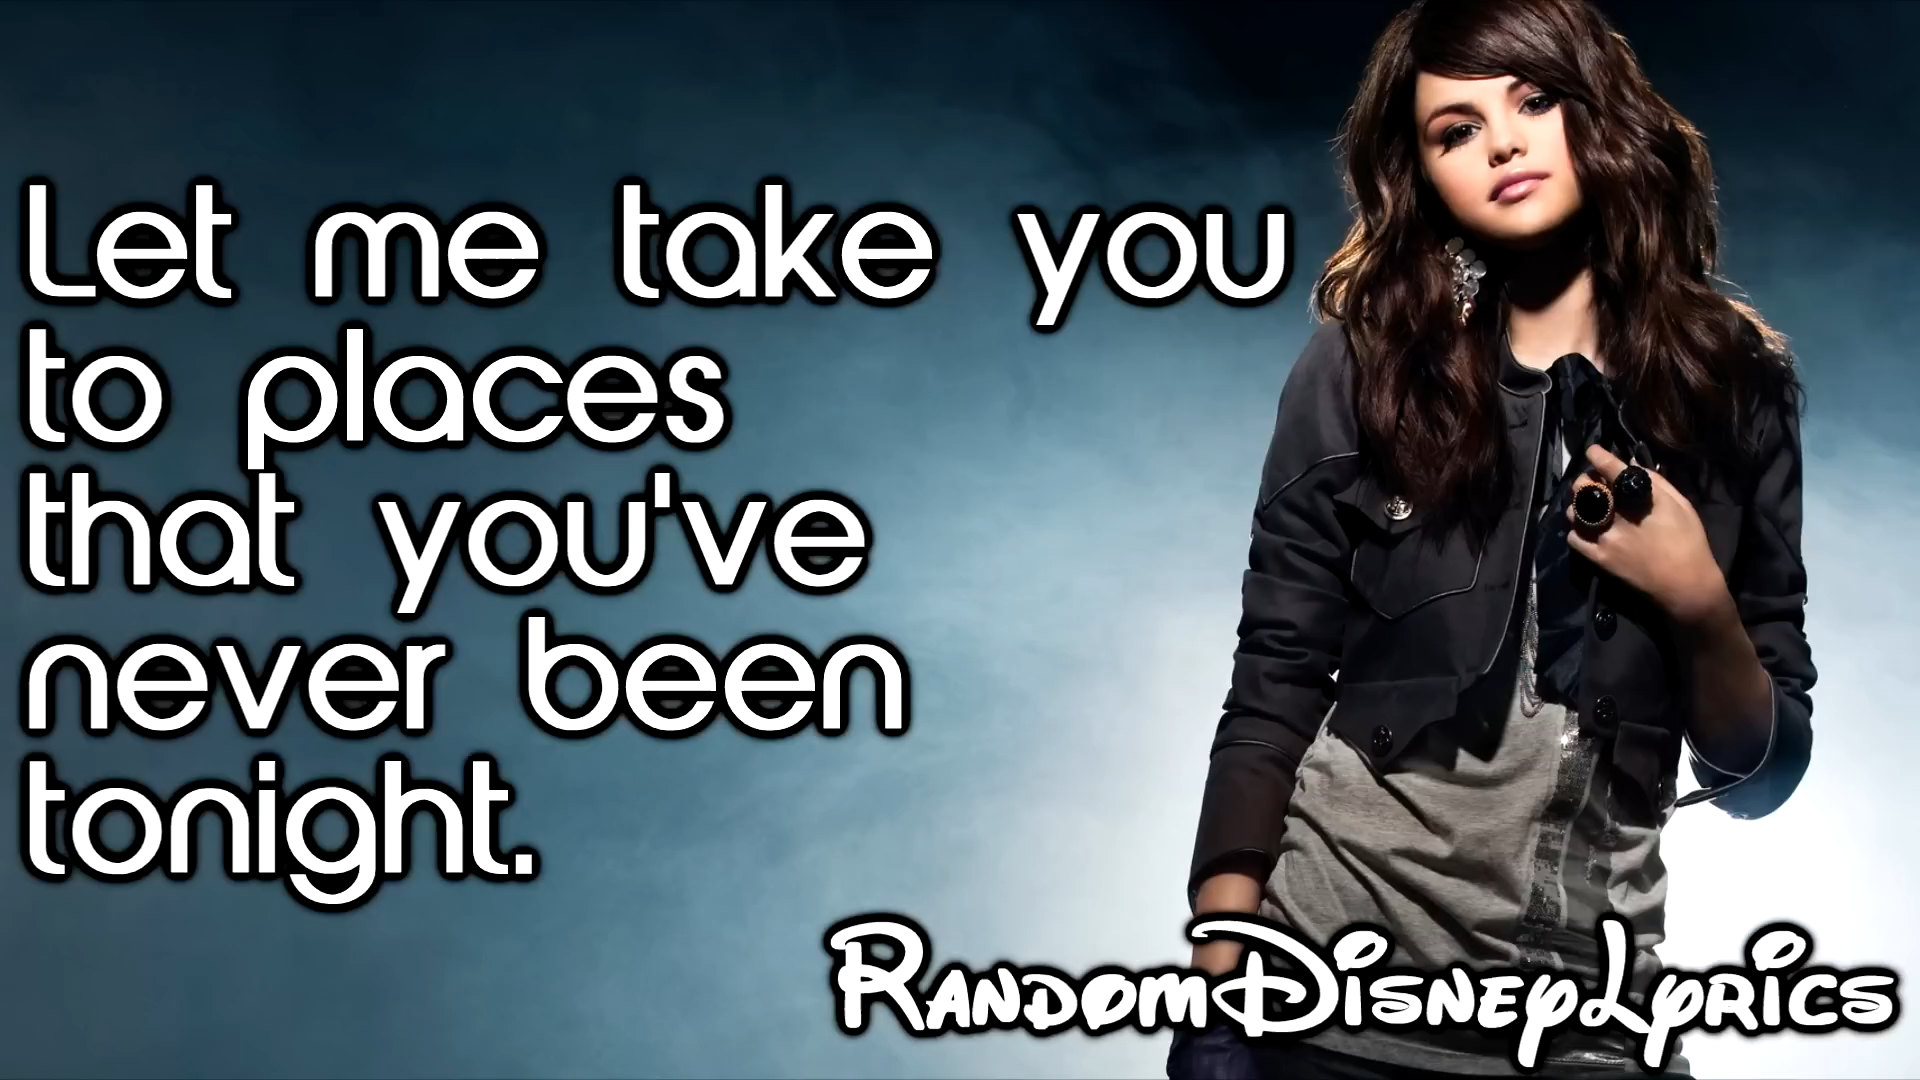 Let me take you
to places
that you've
never been
tonight.
RandomDisneyLyrics